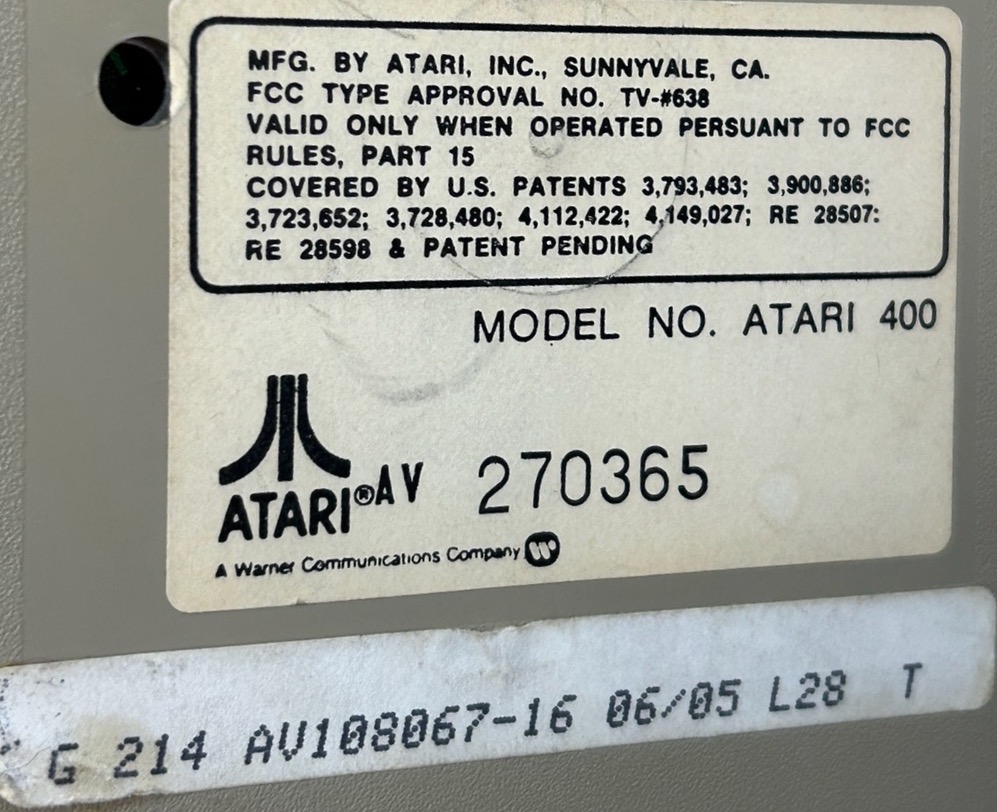 MFG. BY ATARI, INC., SUNNYVALE, CA.
FCC TYPE APPROVAL NO. TV-#638
VALID ONLY WHEN OPERATED PERSUANT TO FCC
RULES, PART 15
COVERED BY U.S. PATENTS 3,793,483; 3,900,886;
3,723,652; 3,728,480; 4,112,422; 4,149,027; RE 28507:
RE 28598 & PATENT PENDING
MODEL NO. ATARI 400
ATARI® AV 270365
A Warner Communications Company
G 214 AV108067-16 06/05 L28 T